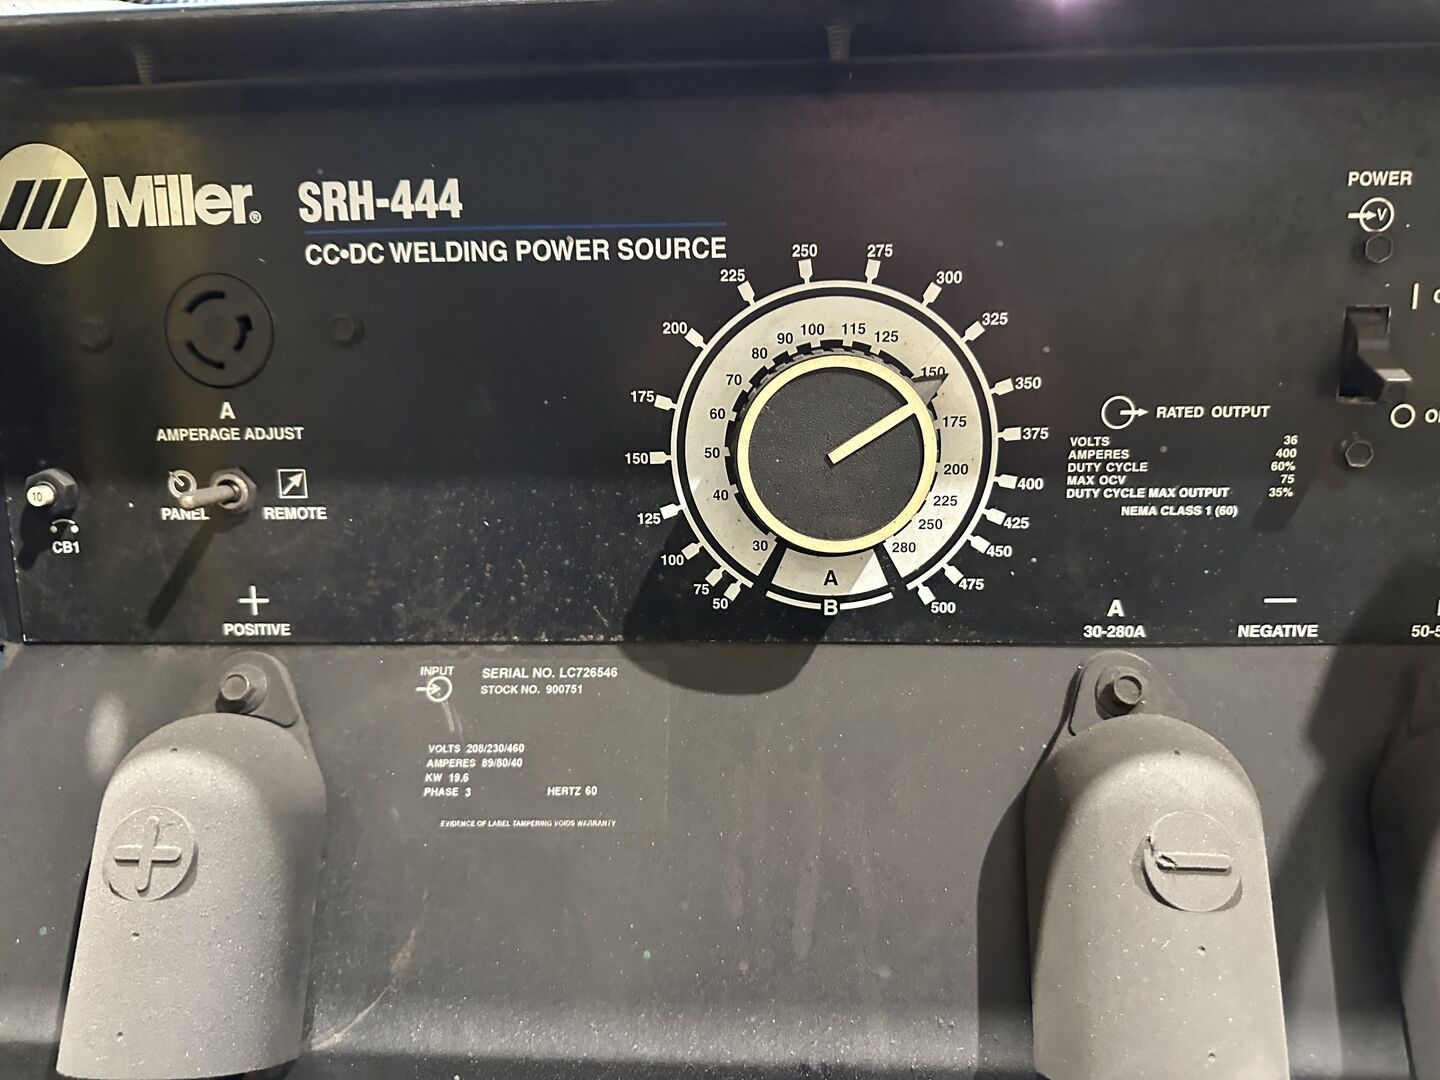 Miller®
SRH-444
CC•DC WELDING POWER SOURCE
POWER
V
A
AMPERAGE ADJUST
PANEL
REMOTE
10
CB1
50
75
100
125
150
175
200
225
250
275
300
325
350
375
400
425
450
475
500
30
40
50
60
70
80
90
100
115
125
150
175
200
225
250
280
A
B
RATED OUTPUT
VOLTS 36
AMPERES 400
DUTY CYCLE 60%
MAX OCV 75
DUTY CYCLE MAX OUTPUT 35%
NEMA CLASS 1 (60)
+
POSITIVE
A
30-280A
—
NEGATIVE
INPUT
SERIAL NO. LC726546
STOCK NO. 900751
VOLTS 208/230/460
AMPERES 89/80/40
KW 19.6
PHASE 3 HERTZ 60
EVIDENCE OF LABEL TAMPERING VOIDS WARRANTY